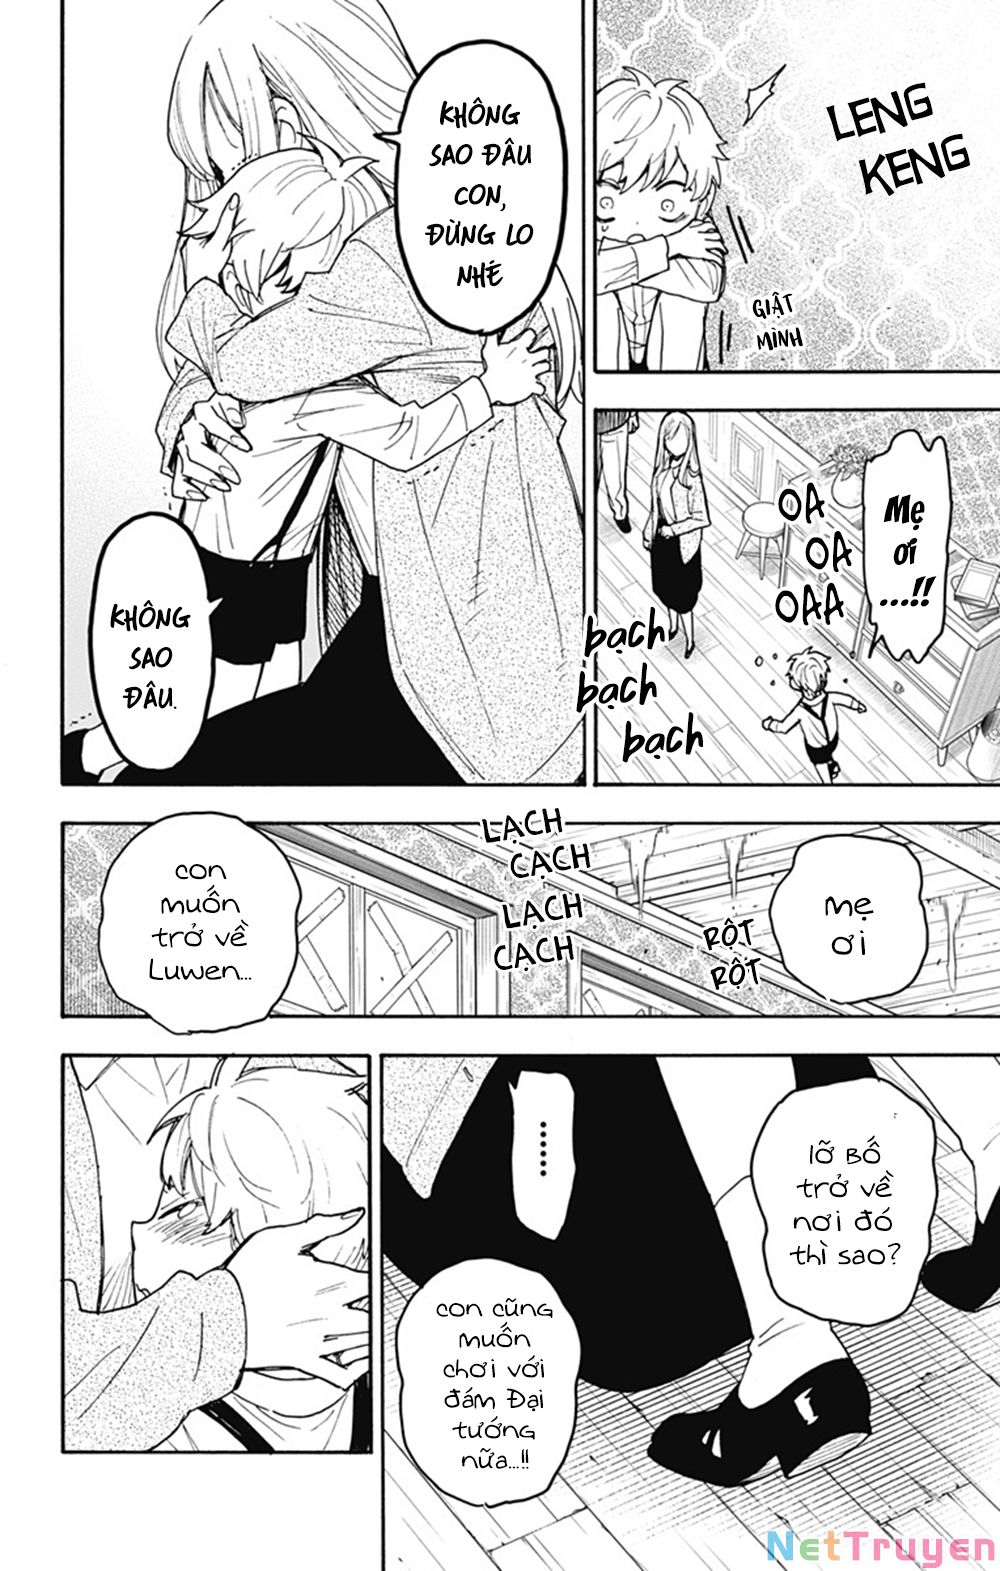 LENG
KENG
GIẬT
MÌNH
Mẹ
ơi
...!!
OA
OA
OAA
bạch
bạch
bạch
KHÔNG
SAO ĐÂU
CON,
ĐỪNG LO
NHÉ
KHÔNG
SAO
ĐÂU.
mẹ
ơi
RỘT
RỘT
LẠCH
CẠCH
LẠCH
CẠCH
con
muốn
trở về
Luwen...
lỡ bố
trở về
nơi đó
thì sao?
........
con cũng
muốn
chơi với
đám Đại
tướng
nữa...!!
NetTruyen